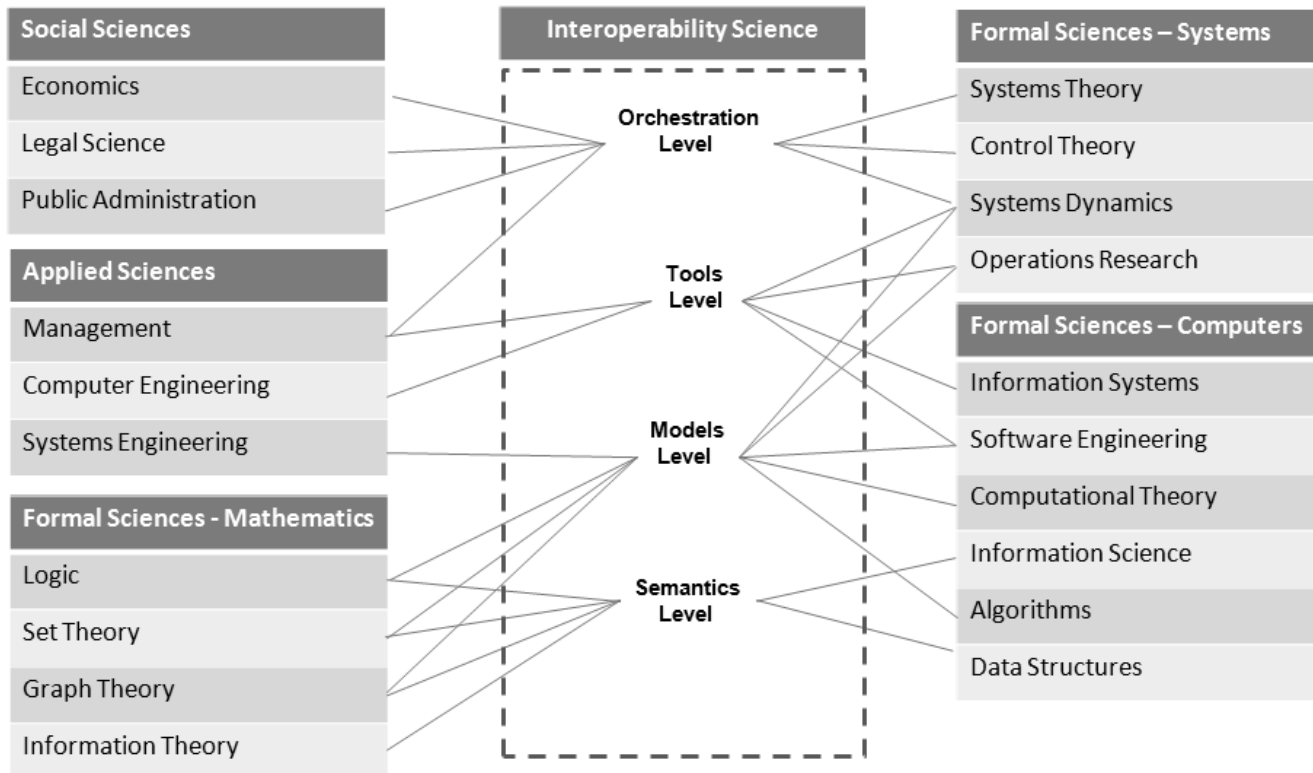 Social Sciences
Economics
Legal Science
Public Administration
Applied Sciences
Management
Computer Engineering
Systems Engineering
Formal Sciences - Mathematics
Logic
Set Theory
Graph Theory
Information Theory
Interoperability Science
Orchestration
Level
Tools
Level
Models
Level
Semantics
Level
Formal Sciences – Systems
Systems Theory
Control Theory
Systems Dynamics
Operations Research
Formal Sciences – Computers
Information Systems
Software Engineering
Computational Theory
Information Science
Algorithms
Data Structures